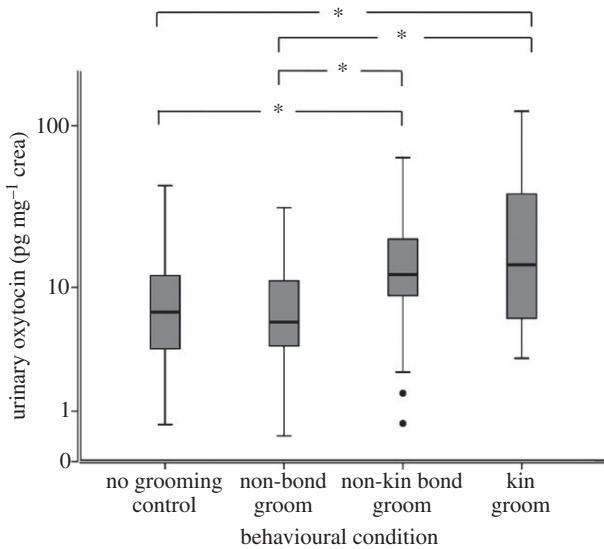 *
*
*
*
100
10
1
0
urinary oxytocin (pg mg⁻¹ crea)
no grooming control
non-bond groom
non-kin bond groom
kin groom
behavioural condition